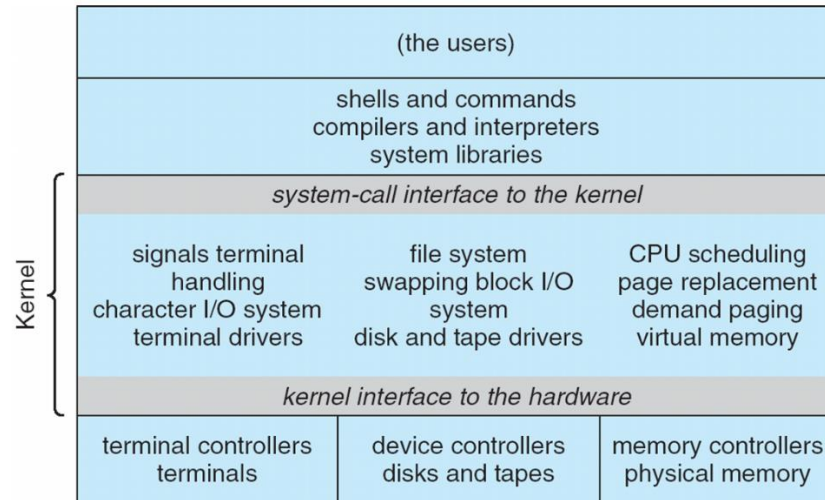 (the users)
shells and commands
compilers and interpreters
system libraries
Kernel
system-call interface to the kernel
signals terminal
handling
character I/O system
terminal drivers
file system
swapping block I/O
system
disk and tape drivers
CPU scheduling
page replacement
demand paging
virtual memory
kernel interface to the hardware
terminal controllers
terminals
device controllers
disks and tapes
memory controllers
physical memory